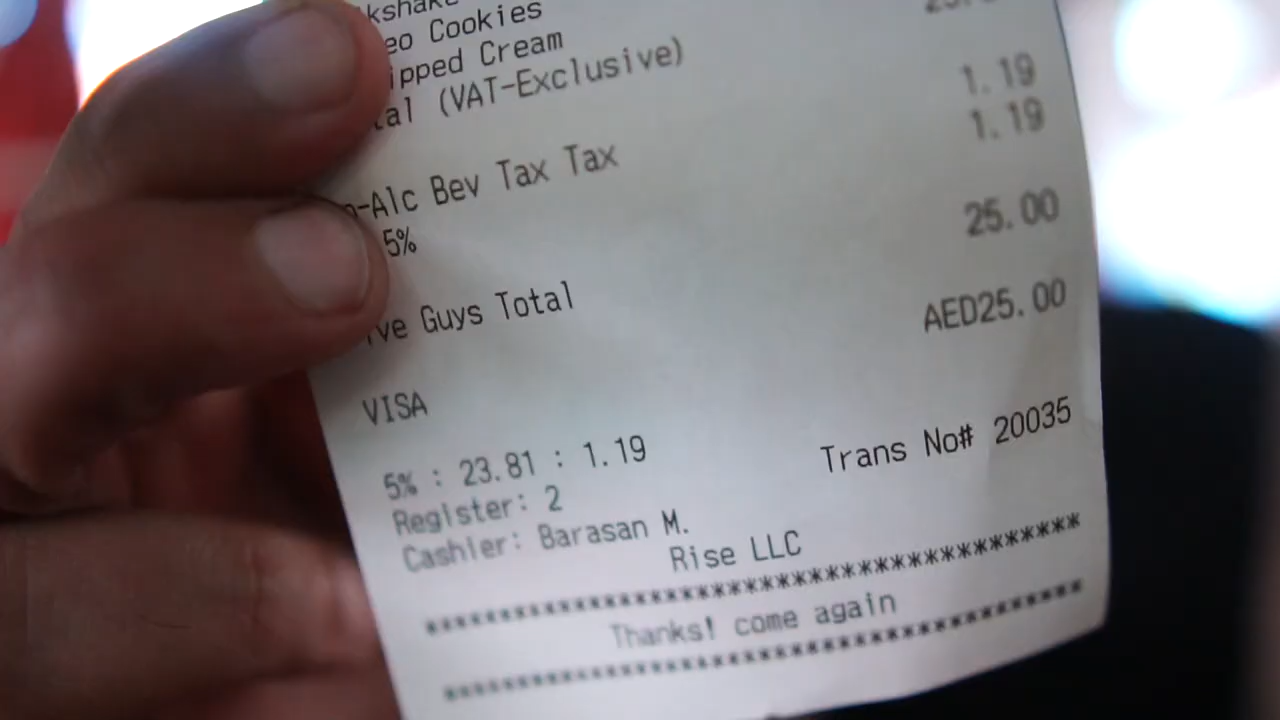 kshake
eo Cookies
ipped Cream
tal (VAT-Exclusive)
1.19
1.19
-Alc Bev Tax Tax
5%
25.00
ve Guys Total
AED25.00
VISA
5% : 23.81 : 1.19
Trans No# 20035
Register: 2
Cashier: Barasan M.
Rise LLC
****************************************
Thanks! come again
****************************************